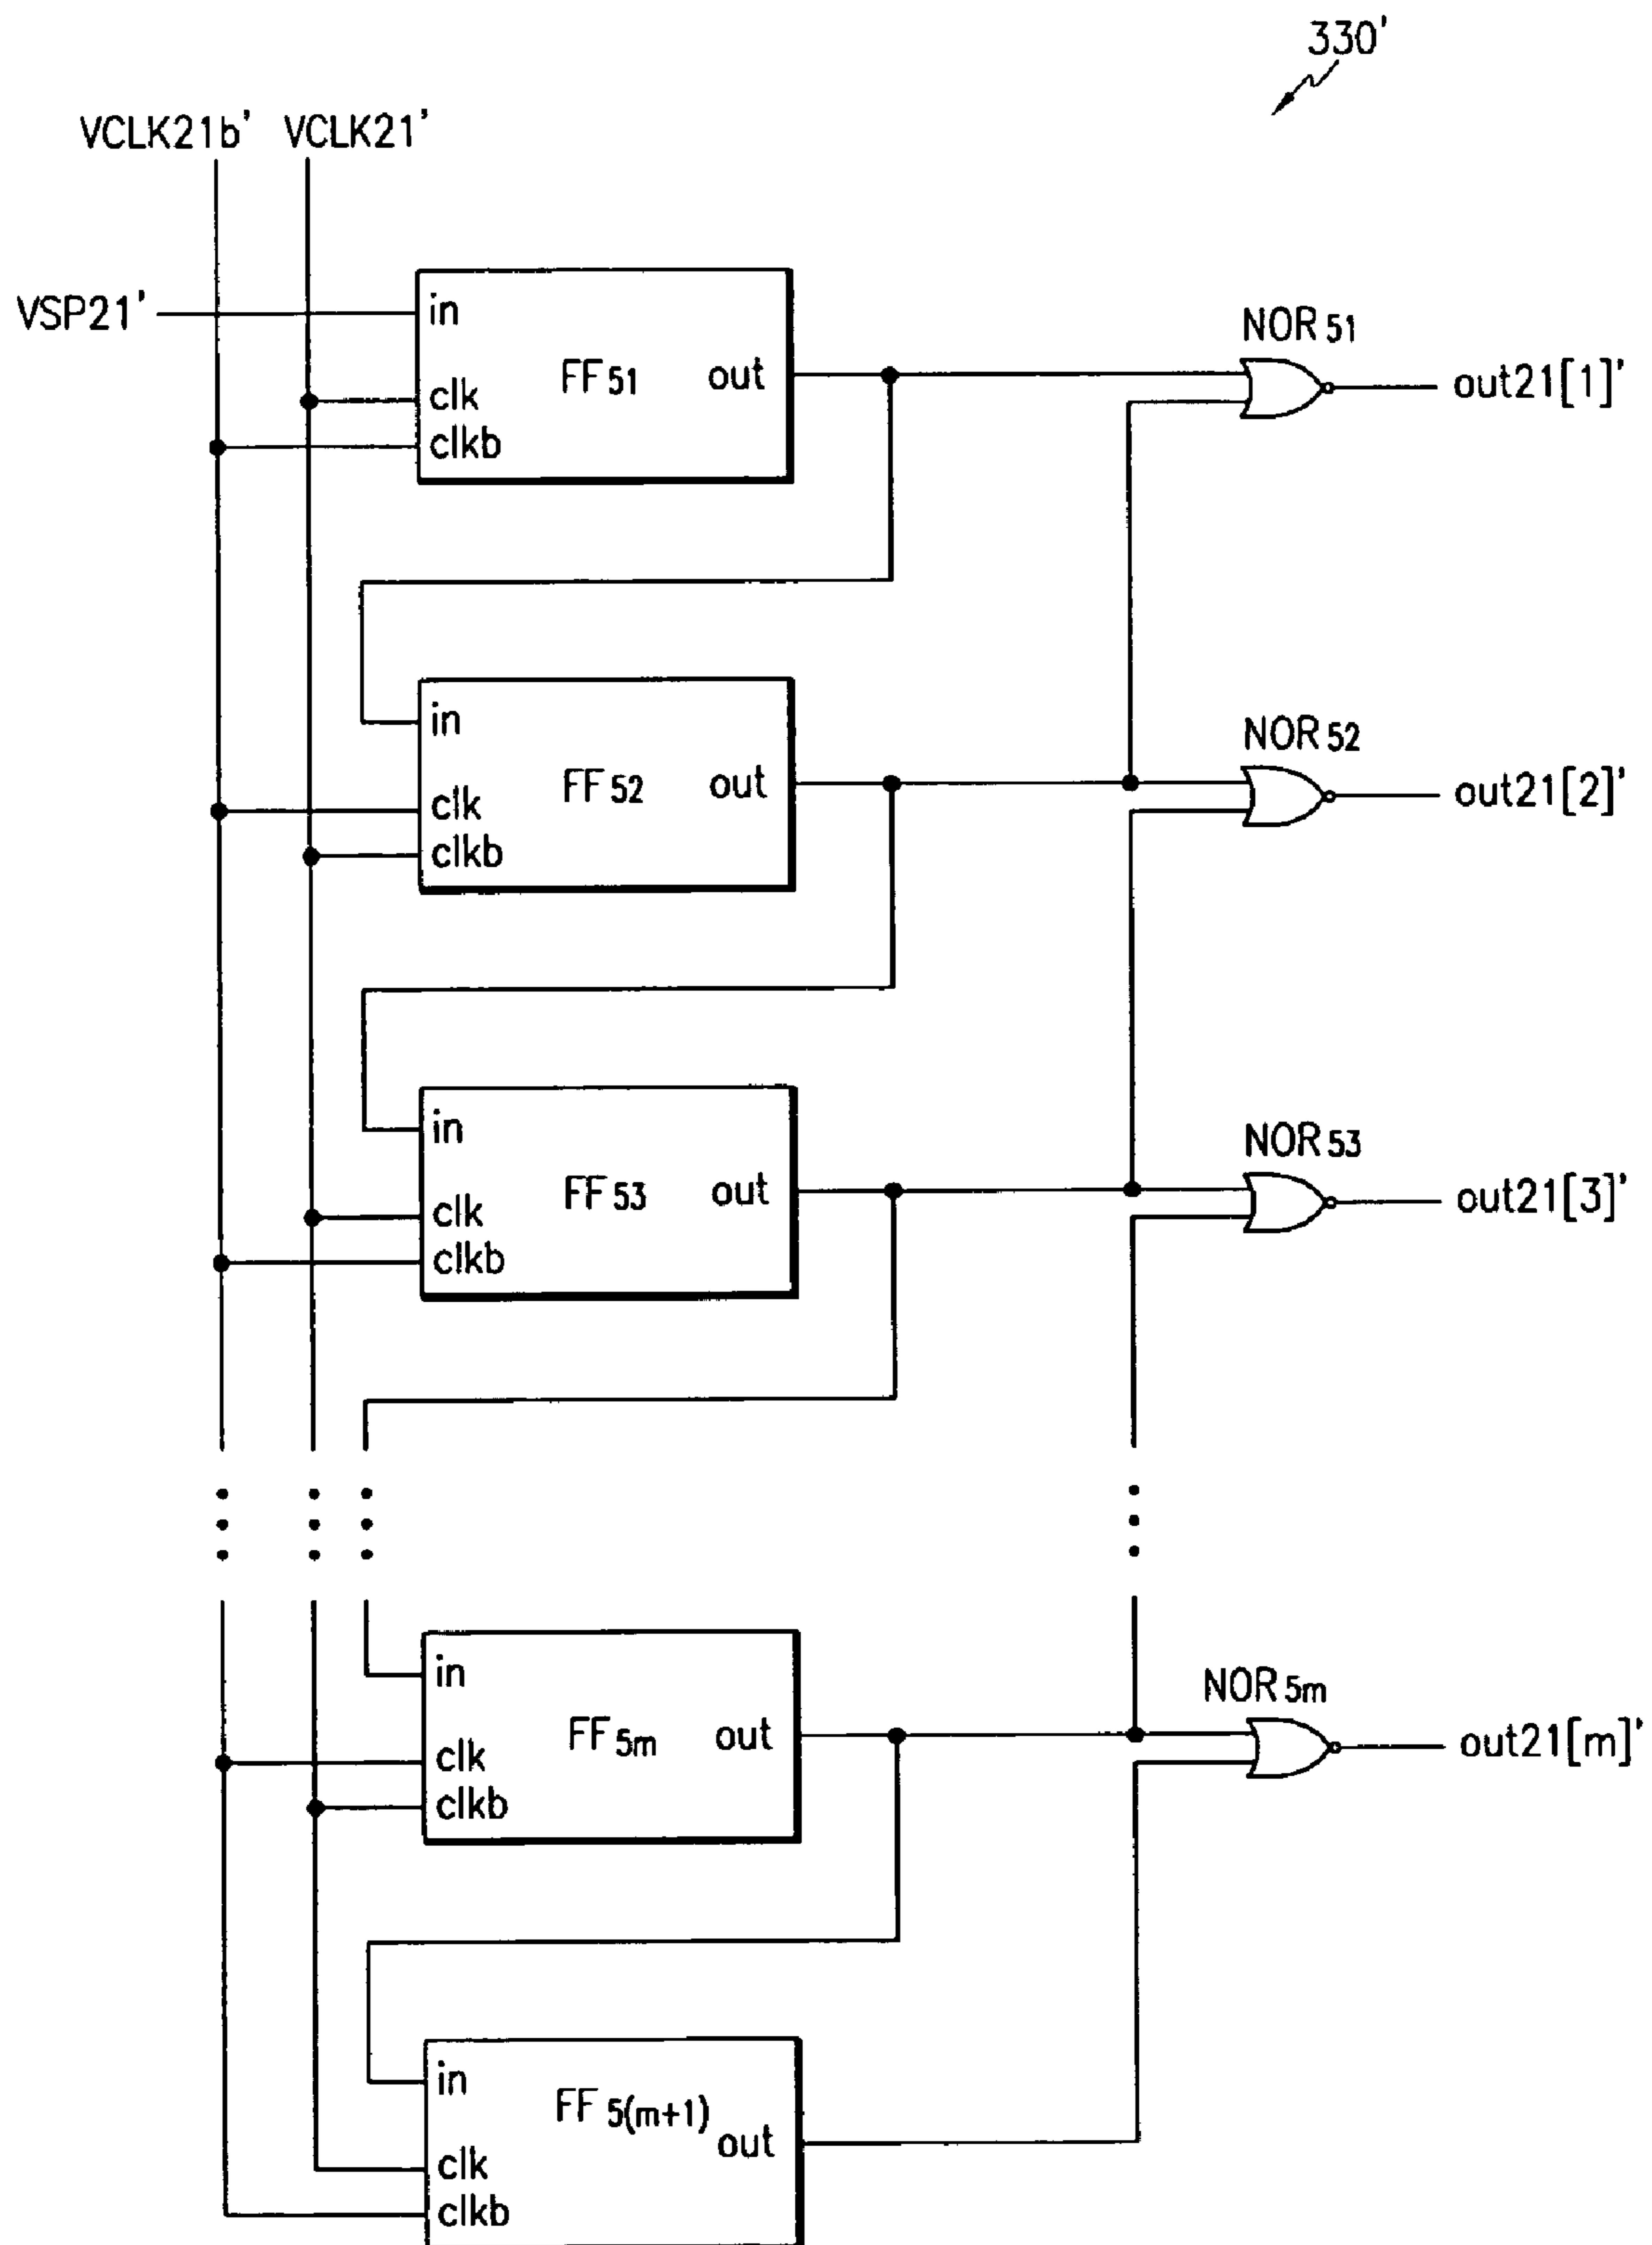 330'
VCLK21b' VCLK21'
VSP21'
in
FF51 out
clk
clkb
NOR51
out21[1]'
in
FF52 out
clk
clkb
NOR52
out21[2]'
in
FF53 out
clk
clkb
NOR53
out21[3]'
in
FF5m out
clk
clkb
NOR5m
out21[m]'
in
FF5(m+1)
out
clk
clkb